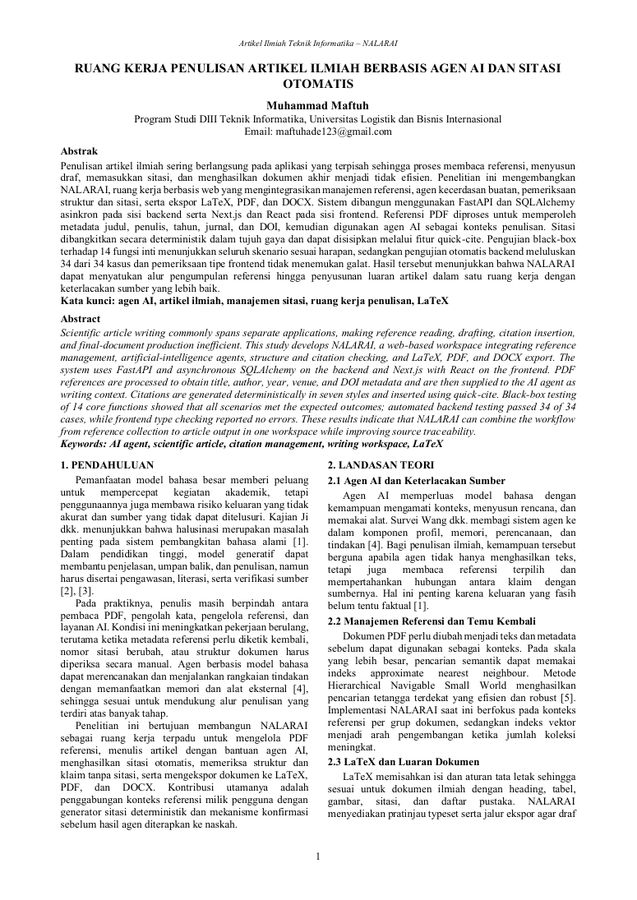 Artikel Ilmiah Teknik Informatika – NALARAI
RUANG KERJA PENULISAN ARTIKEL ILMIAH BERBASIS AGEN AI DAN SITASI
OTOMATIS
Muhammad Maftuh
Program Studi DIII Teknik Informatika, Universitas Logistik dan Bisnis Internasional
Email: maftuhade123@gmail.com
Abstrak
Penulisan artikel ilmiah sering berlangsung pada aplikasi yang terpisah sehingga proses membaca referensi, menyusun
draf, memasukkan sitasi, dan menghasilkan dokumen akhir menjadi tidak efisien. Penelitian ini mengembangkan
NALARAI, ruang kerja berbasis web yang mengintegrasikan manajemen referensi, agen kecerdasan buatan, pemeriksaan
struktur dan sitasi, serta ekspor LaTeX, PDF, dan DOCX. Sistem dibangun menggunakan FastAPI dan SQLAlchemy
asinkron pada sisi backend serta Next.js dan React pada sisi frontend. Referensi PDF diproses untuk memperoleh
metadata judul, penulis, tahun, jurnal, dan DOI, kemudian digunakan agen AI sebagai konteks penulisan. Sitasi
dibangkitkan secara deterministik dalam tujuh gaya dan dapat disisipkan melalui fitur quick-cite. Pengujian black-box
terhadap 14 fungsi inti menunjukkan seluruh skenario sesuai harapan, sedangkan pengujian otomatis backend meluluskan
34 dari 34 kasus dan pemeriksaan tipe frontend tidak menemukan galat. Hasil tersebut menunjukkan bahwa NALARAI
dapat menyatukan alur pengumpulan referensi hingga penyusunan luaran artikel dalam satu ruang kerja dengan
keterlacakan sumber yang lebih baik.
Kata kunci: agen AI, artikel ilmiah, manajemen sitasi, ruang kerja penulisan, LaTeX
Abstract
Scientific article writing commonly spans separate applications, making reference reading, drafting, citation insertion,
and final-document production inefficient. This study develops NALARAI, a web-based workspace integrating reference
management, artificial-intelligence agents, structure and citation checking, and LaTeX, PDF, and DOCX export. The
system uses FastAPI and asynchronous SQLAlchemy on the backend and Next.js with React on the frontend. PDF
references are processed to obtain title, author, year, venue, and DOI metadata and are then supplied to the AI agent as
writing context. Citations are generated deterministically in seven styles and inserted using quick-cite. Black-box testing
of 14 core functions showed that all scenarios met the expected outcomes; automated backend testing passed 34 of 34
cases, while frontend type checking reported no errors. These results indicate that NALARAI can combine the workflow
from reference collection to article output in one workspace while improving source traceability.
Keywords: AI agent, scientific article, citation management, writing workspace, LaTeX
1. PENDAHULUAN
Pemanfaatan model bahasa besar memberi peluang
untuk mempercepat kegiatan akademik, tetapi
penggunaannya juga membawa risiko keluaran yang tidak
akurat dan sumber yang tidak dapat ditelusuri. Kajian Ji
dkk. menunjukkan bahwa halusinasi merupakan masalah
penting pada sistem pembangkitan bahasa alami [1].
Dalam pendidikan tinggi, model generatif dapat
membantu penjelasan, umpan balik, dan penulisan, namun
harus disertai pengawasan, literasi, serta verifikasi sumber
[2], [3].
Pada praktiknya, penulis masih berpindah antara
pembaca PDF, pengolah kata, pengelola referensi, dan
layanan AI. Kondisi ini meningkatkan pekerjaan berulang,
terutama ketika metadata referensi perlu diketik kembali,
nomor sitasi berubah, atau struktur dokumen harus
diperiksa secara manual. Agen berbasis model bahasa
dapat merencanakan dan menjalankan rangkaian tindakan
dengan memanfaatkan memori dan alat eksternal [4],
sehingga sesuai untuk mendukung alur penulisan yang
terdiri atas banyak tahap.
Penelitian ini bertujuan membangun NALARAI
sebagai ruang kerja terpadu untuk mengelola PDF
referensi, menulis artikel dengan bantuan agen AI,
menghasilkan sitasi otomatis, memeriksa struktur dan
klaim tanpa sitasi, serta mengekspor dokumen ke LaTeX,
PDF, dan DOCX. Kontribusi utamanya adalah
penggabungan konteks referensi milik pengguna dengan
generator sitasi deterministik dan mekanisme konfirmasi
sebelum hasil agen diterapkan ke naskah.
2. LANDASAN TEORI
2.1 Agen AI dan Keterlacakan Sumber
Agen AI memperluas model bahasa dengan
kemampuan mengamati konteks, menyusun rencana, dan
memakai alat. Survei Wang dkk. membagi sistem agen ke
dalam komponen profil, memori, perencanaan, dan
tindakan [4]. Bagi penulisan ilmiah, kemampuan tersebut
berguna apabila agen tidak hanya menghasilkan teks,
tetapi juga membaca referensi terpilih dan
mempertahankan hubungan antara klaim dengan
sumbernya. Hal ini penting karena keluaran yang fasih
belum tentu faktual [1].
2.2 Manajemen Referensi dan Temu Kembali
Dokumen PDF perlu diubah menjadi teks dan metadata
sebelum dapat digunakan sebagai konteks. Pada skala
yang lebih besar, pencarian semantik dapat memakai
indeks approximate nearest neighbour. Metode
Hierarchical Navigable Small World menghasilkan
pencarian tetangga terdekat yang efisien dan robust [5].
Implementasi NALARAI saat ini berfokus pada konteks
referensi per grup dokumen, sedangkan indeks vektor
menjadi arah pengembangan ketika jumlah koleksi
meningkat.
2.3 LaTeX dan Luaran Dokumen
LaTeX memisahkan isi dan aturan tata letak sehingga
sesuai untuk dokumen ilmiah dengan heading, tabel,
gambar, sitasi, dan daftar pustaka. NALARAI
menyediakan pratinjau typeset serta jalur ekspor agar draf
1